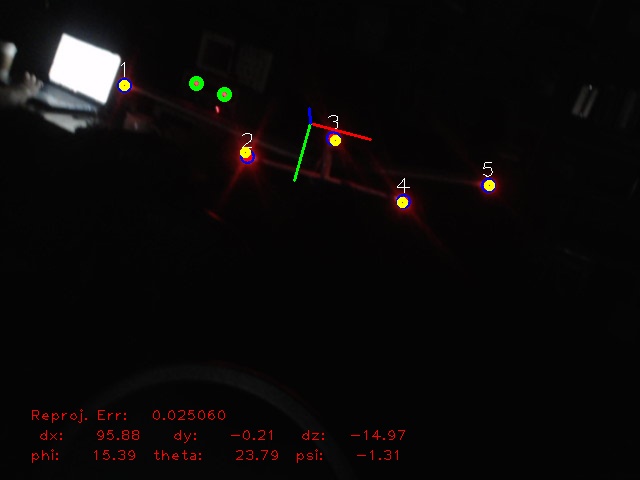 1
2
3
4
5
Reproj. Err: 0.025060
dx: 95.88 dy: −0.21 dz: −14.97
phi: 15.39 theta: 23.79 psi: −1.31